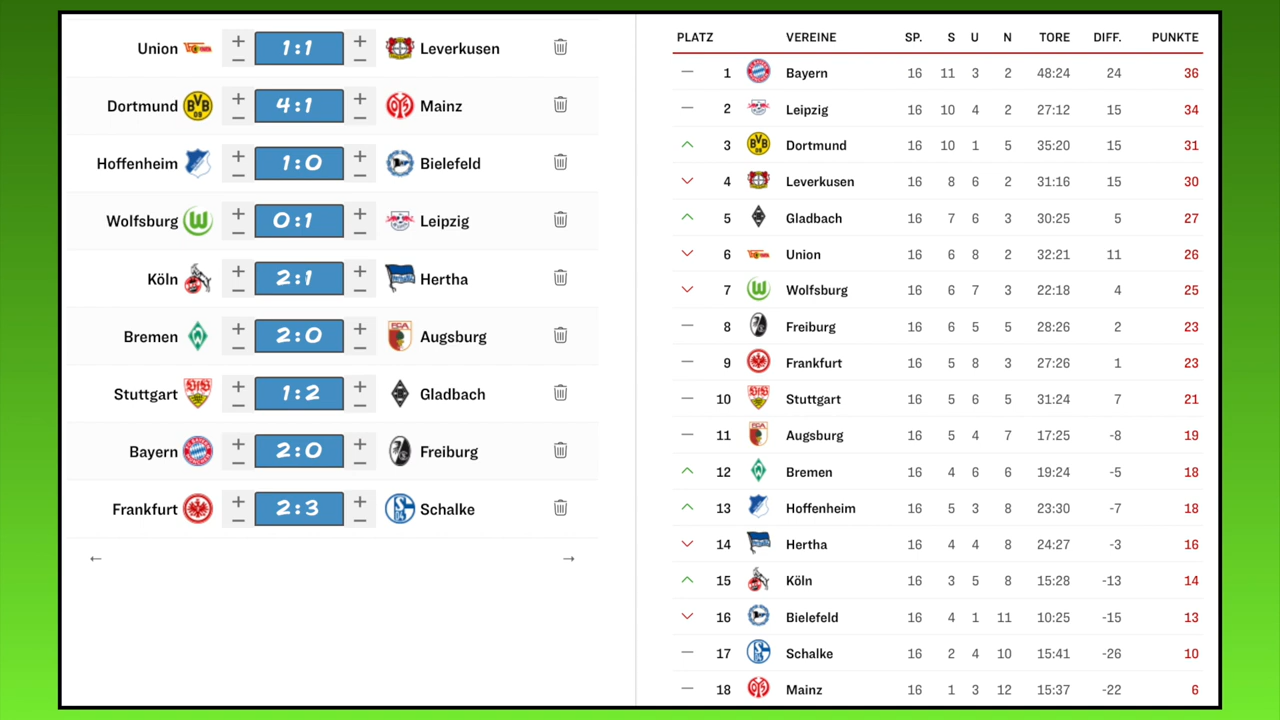 Union 1:1 Leverkusen
Dortmund 4:1 Mainz
Hoffenheim 1:0 Bielefeld
Wolfsburg 0:1 Leipzig
Köln 2:1 Hertha
Bremen 2:0 Augsburg
Stuttgart 1:2 Gladbach
Bayern 2:0 Freiburg
Frankfurt 2:3 Schalke
PLATZ VEREINE SP. S U N TORE DIFF. PUNKTE
1 Bayern 16 11 3 2 48:24 24 36
2 Leipzig 16 10 4 2 27:12 15 34
3 Dortmund 16 10 1 5 35:20 15 31
4 Leverkusen 16 8 6 2 31:16 15 30
5 Gladbach 16 7 6 3 30:25 5 27
6 Union 16 6 8 2 32:21 11 26
7 Wolfsburg 16 6 7 3 22:18 4 25
8 Freiburg 16 6 5 5 28:26 2 23
9 Frankfurt 16 5 8 3 27:26 1 23
10 Stuttgart 16 5 6 5 31:24 7 21
11 Augsburg 16 5 4 7 17:25 -8 19
12 Bremen 16 4 6 6 19:24 -5 18
13 Hoffenheim 16 5 3 8 23:30 -7 18
14 Hertha 16 4 4 8 24:27 -3 16
15 Köln 16 3 5 8 15:28 -13 14
16 Bielefeld 16 4 1 11 10:25 -15 13
17 Schalke 16 2 4 10 15:41 -26 10
18 Mainz 16 1 3 12 15:37 -22 6